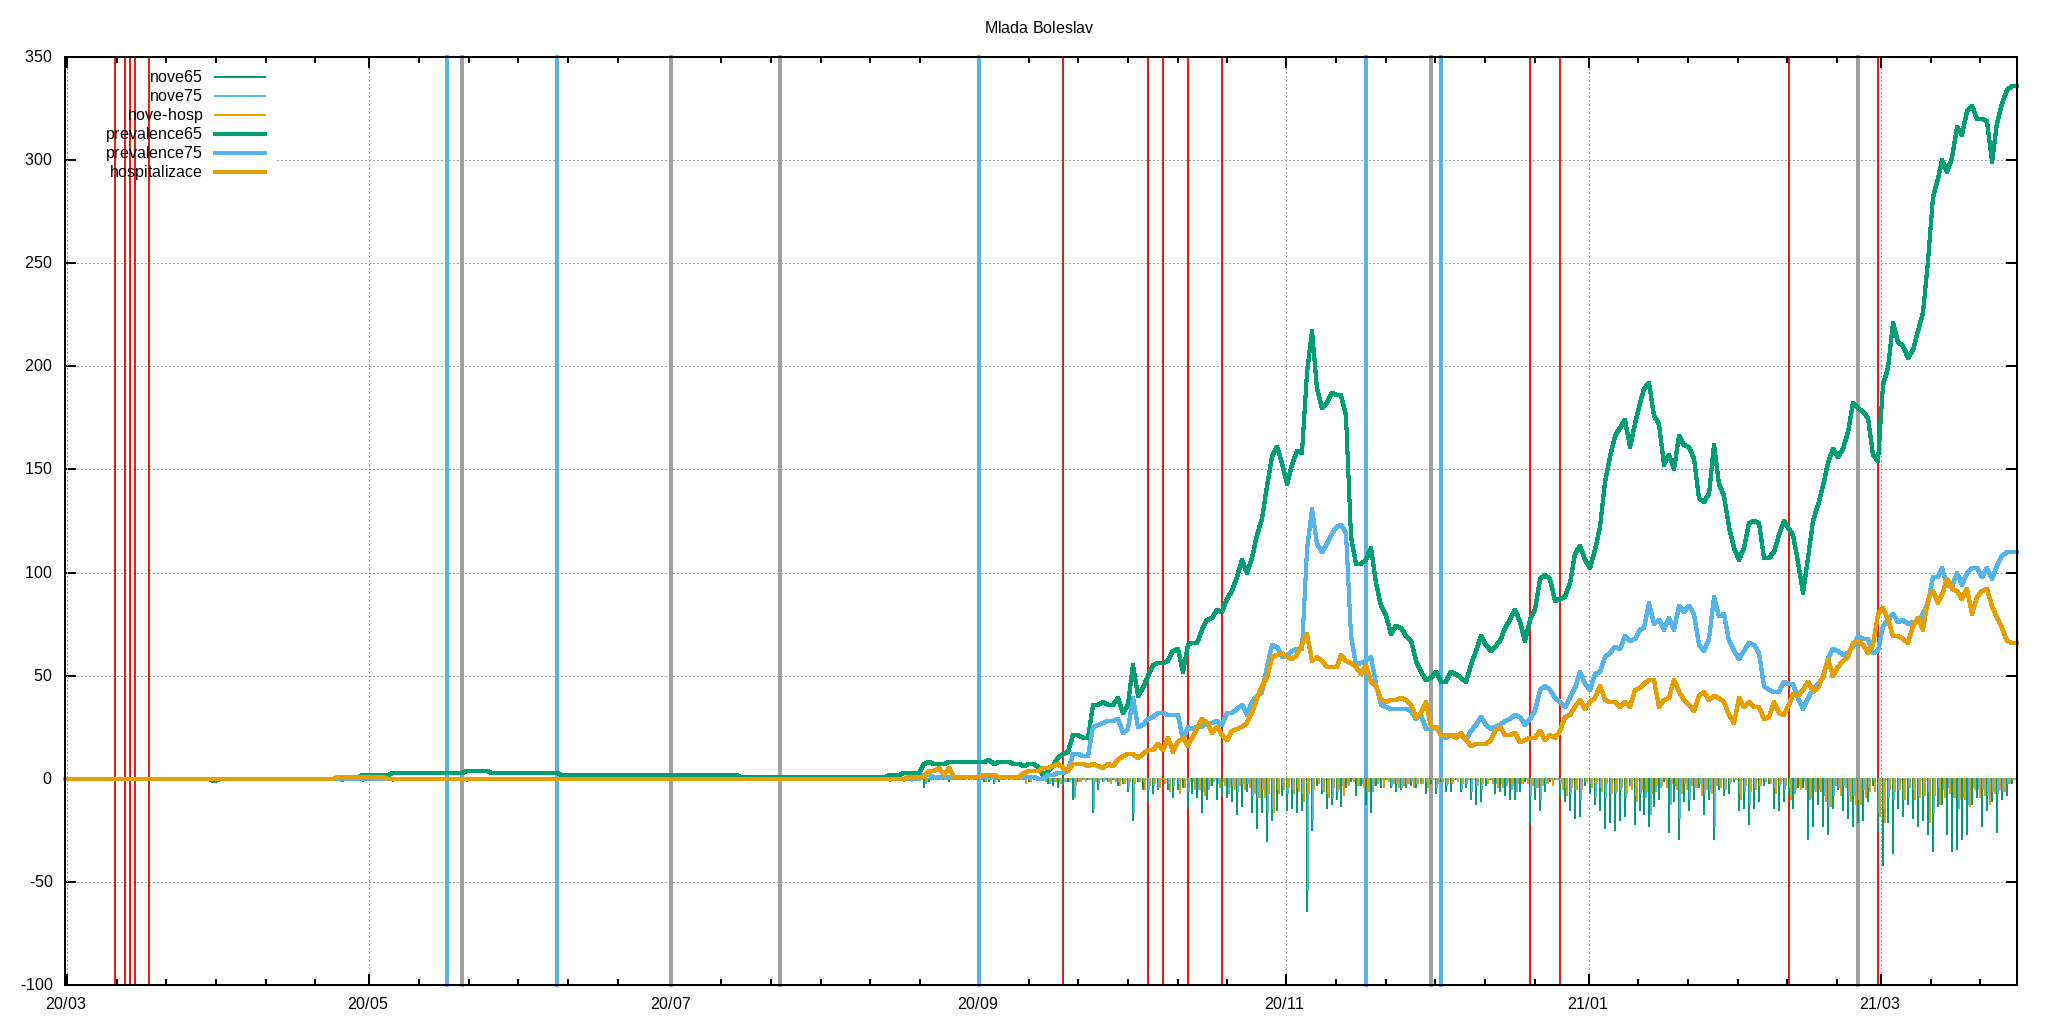 Mlada Boleslav
350
nove65
nove75
nove-hosp
prevalence65
prevalence75
hospitalizace
300
250
200
150
100
50
0
-50
-100
20/03 20/05 20/07 20/09 20/11 21/01 21/03